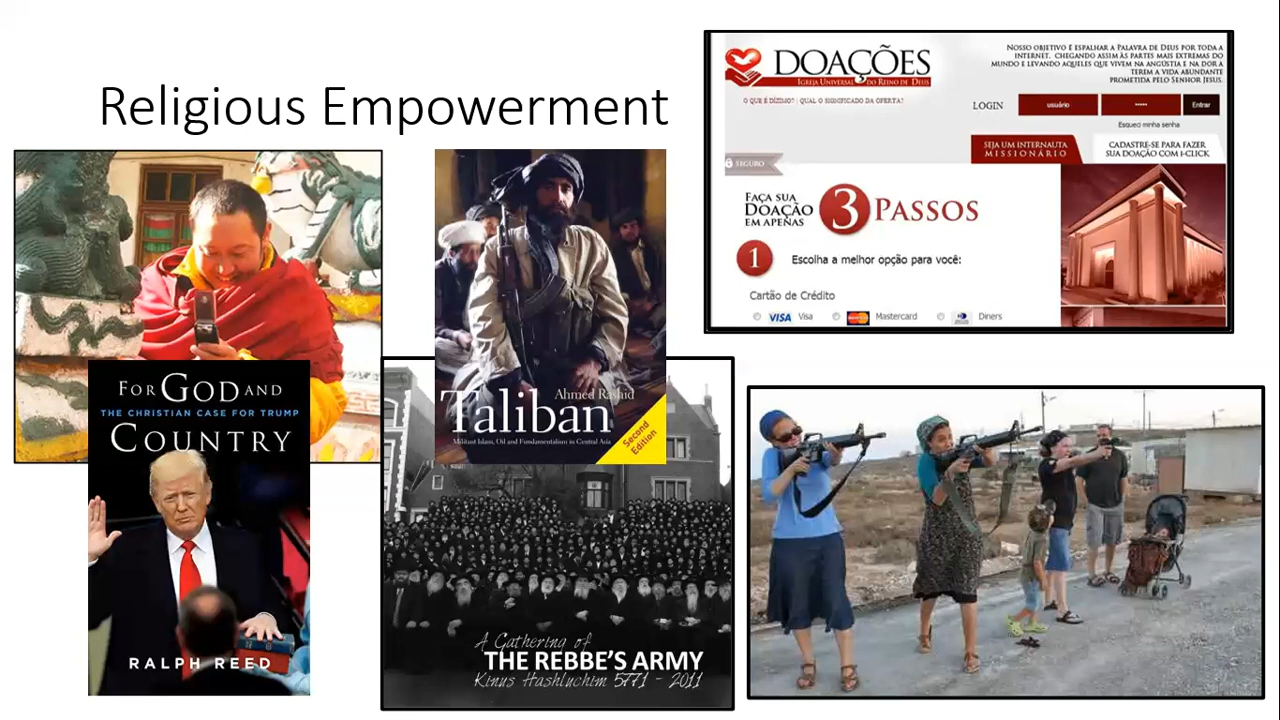 Religious Empowerment
DOAÇÕES
IGREJA UNIVERSAL DO REINO DE DEUS
NOSSO OBJETIVO É ESPALHAR A PALAVRA DE DEUS POR TODA A
INTERNET, CHEGANDO ASSIM ÀS PARTES MAIS EXTREMAS DO
MUNDO E LEVANDO AQUELES QUE VIVEM NA ANGÚSTIA E NA DOR A
TEREM A VIDA ABUNDANTE
PROMETIDA PELO SENHOR JESUS.
O QUE É DÍZIMO? | QUAL O SIGNIFICADO DA OFERTA?
LOGIN usuário ••••• Entrar
Esqueci minha senha
SEJA UM INTERNAUTA
MISSIONÁRIO
CADASTRE-SE PARA FAZER
SUA DOAÇÃO COM 1-CLICK
SEGURO
FAÇA SUA
DOAÇÃO
EM APENAS
3 PASSOS
1 Escolha a melhor opção para você:
Cartão de Crédito
VISA Visa MasterCard Mastercard Diners
Ahmed Rashid
Taliban
Militant Islam, Oil and Fundamentalism in Central Asia
Second
Edition
FOR GOD AND
THE CHRISTIAN CASE FOR TRUMP
COUNTRY
RALPH REED
A Gathering of
THE REBBE'S ARMY
Kinus Hashluchim 5771 - 2011